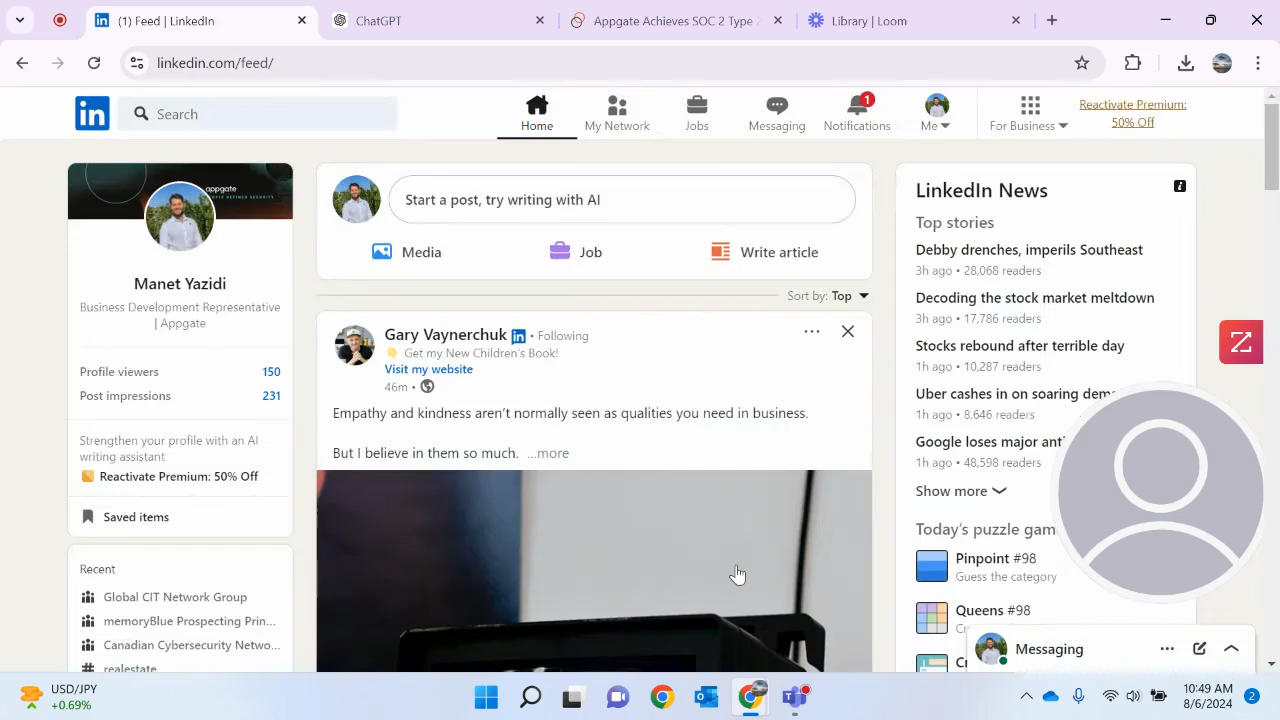 (1) Feed | LinkedIn
ChatGPT
Appgate Achieves SOC 2 Type 2
Library | Loom
linkedin.com/feed/
in
Search
Home
My Network
Jobs
Messaging
1
Notifications
Me
For Business
Reactivate Premium:
50% Off
appgate
Manet Yazidi
Business Development Representative
| Appgate
Profile viewers 150
Post impressions 231
Strengthen your profile with an AI
writing assistant
Reactivate Premium: 50% Off
Saved items
Recent
Global CIT Network Group
memoryBlue Prospecting Prin...
Canadian Cybersecurity Netwo...
# realestate
Start a post, try writing with AI
Media
Job
Write article
Sort by: Top
Gary Vaynerchuk in • Following
👇 Get my New Children's Book!
Visit my website
46m •
Empathy and kindness aren't normally seen as qualities you need in business.
But I believe in them so much. ...more
LinkedIn News
Top stories
Debby drenches, imperils Southeast
3h ago • 28,068 readers
Decoding the stock market meltdown
3h ago • 17,786 readers
Stocks rebound after terrible day
1h ago • 10,287 readers
Uber cashes in on soaring dem
1h ago • 8,646 readers
Google loses major anti
1h ago • 48,598 readers
Show more
Today's puzzle gam
Pinpoint #98
Guess the category
Queens #98
Messaging
USD/JPY
+0.69%
10:49 AM
8/6/2024
2